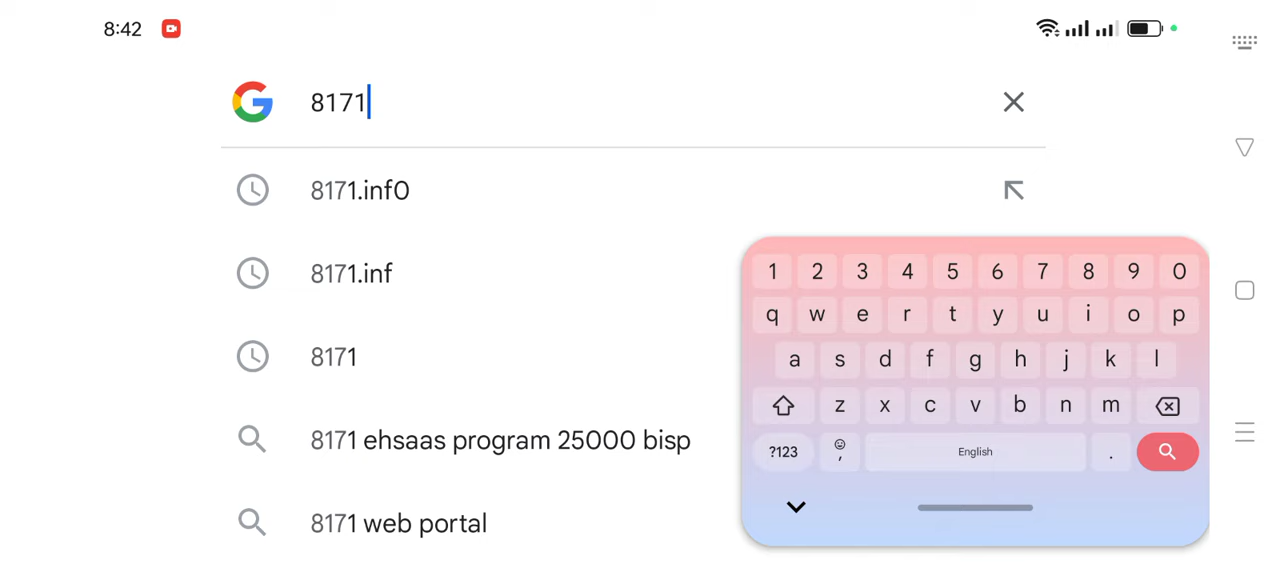 8:42
8171
8171.inf0
8171.inf
8171
8171 ehsaas program 25000 bisp
8171 web portal
1 2 3 4 5 6 7 8 9 0
q w e r t y u i o p
a s d f g h j k l
z x c v b n m
?123 , English .